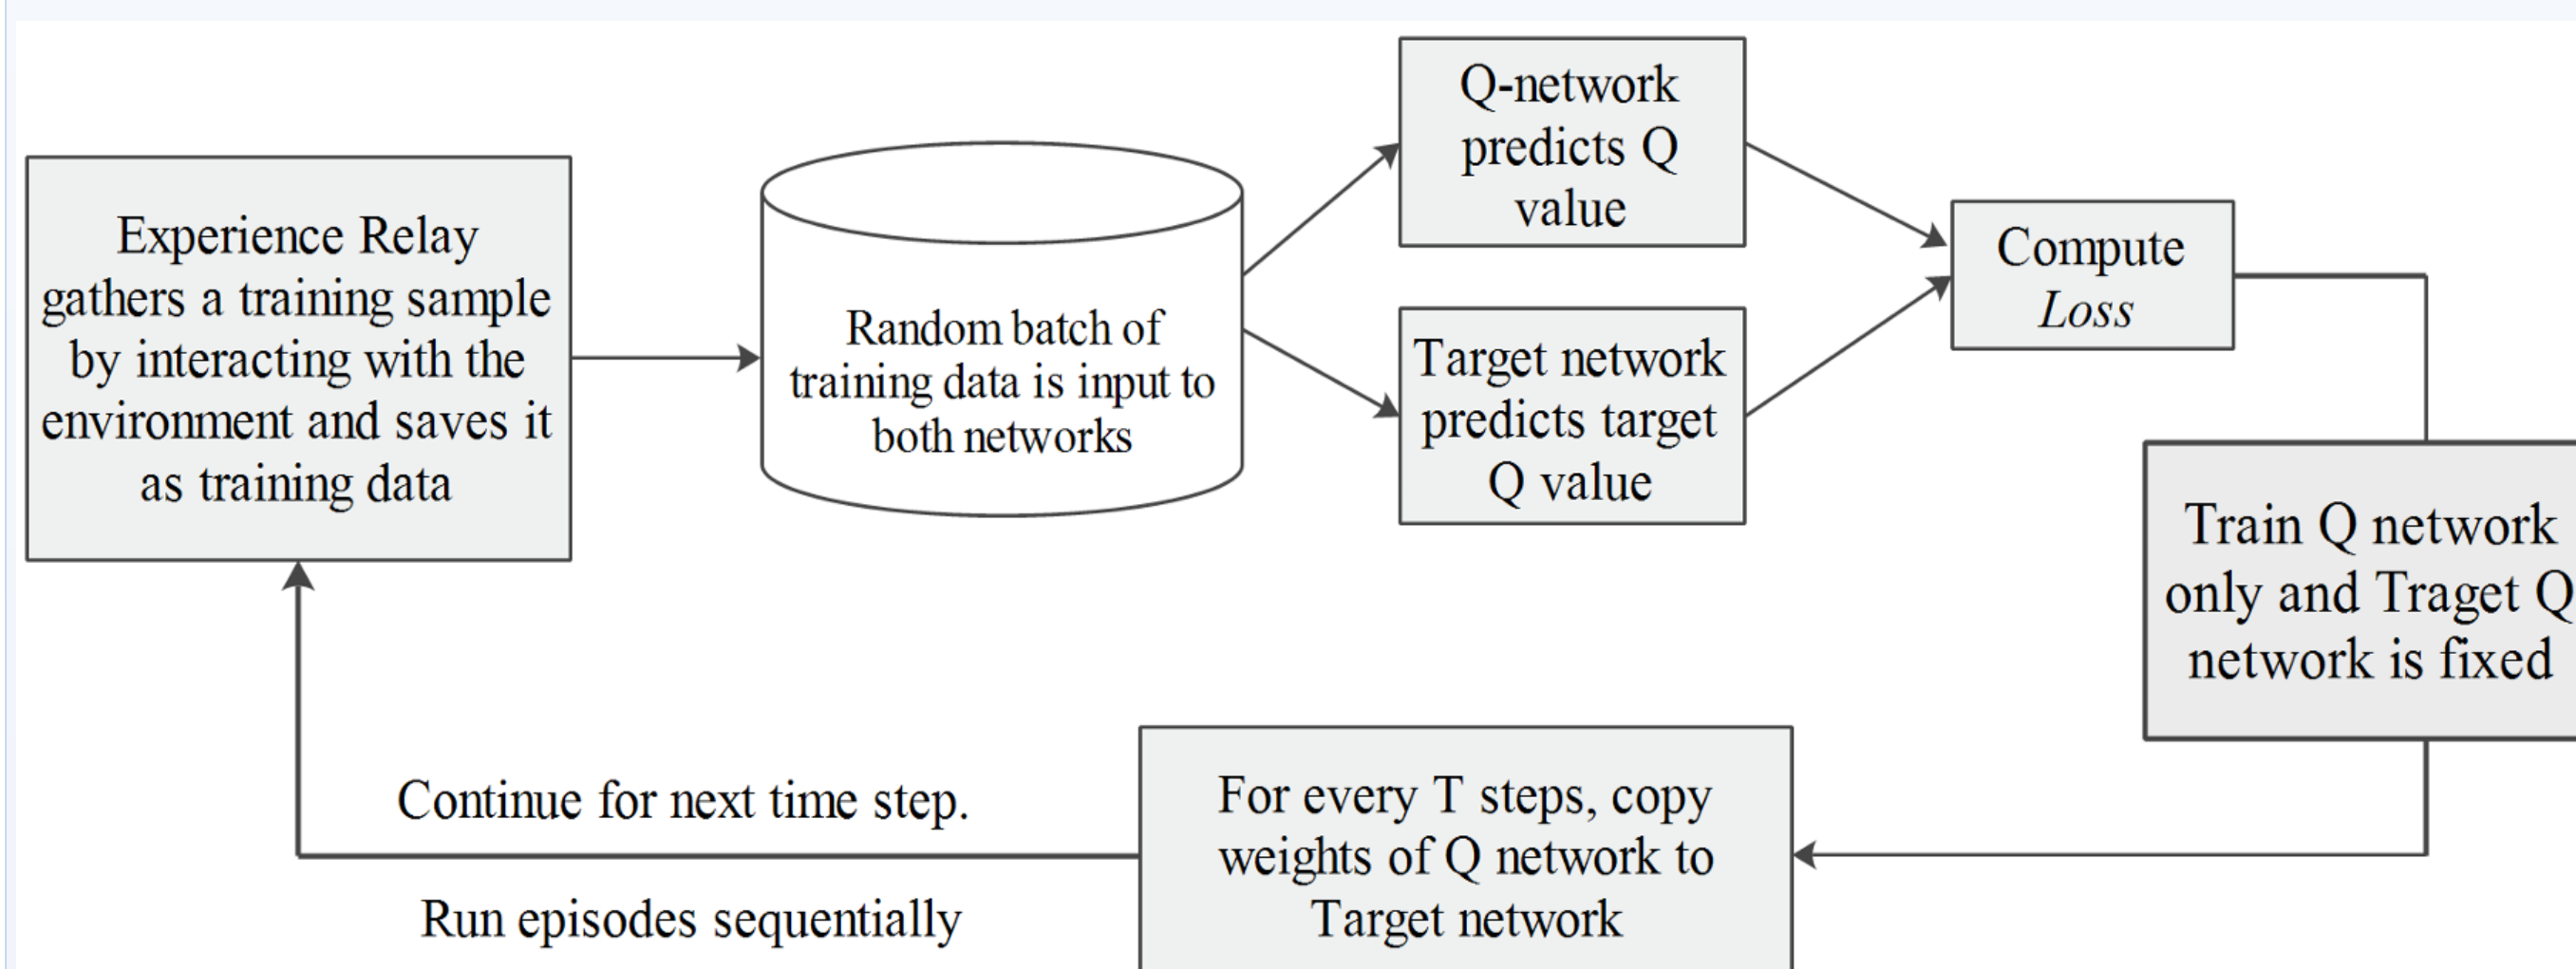 Experience Relay
gathers a training sample
by interacting with the
environment and saves it
as training data
Random batch of
training data is input to
both networks
Q-network
predicts Q
value
Target network
predicts target
Q value
Compute
Loss
Train Q network
only and Traget Q
network is fixed
For every T steps, copy
weights of Q network to
Target network
Continue for next time step.
Run episodes sequentially